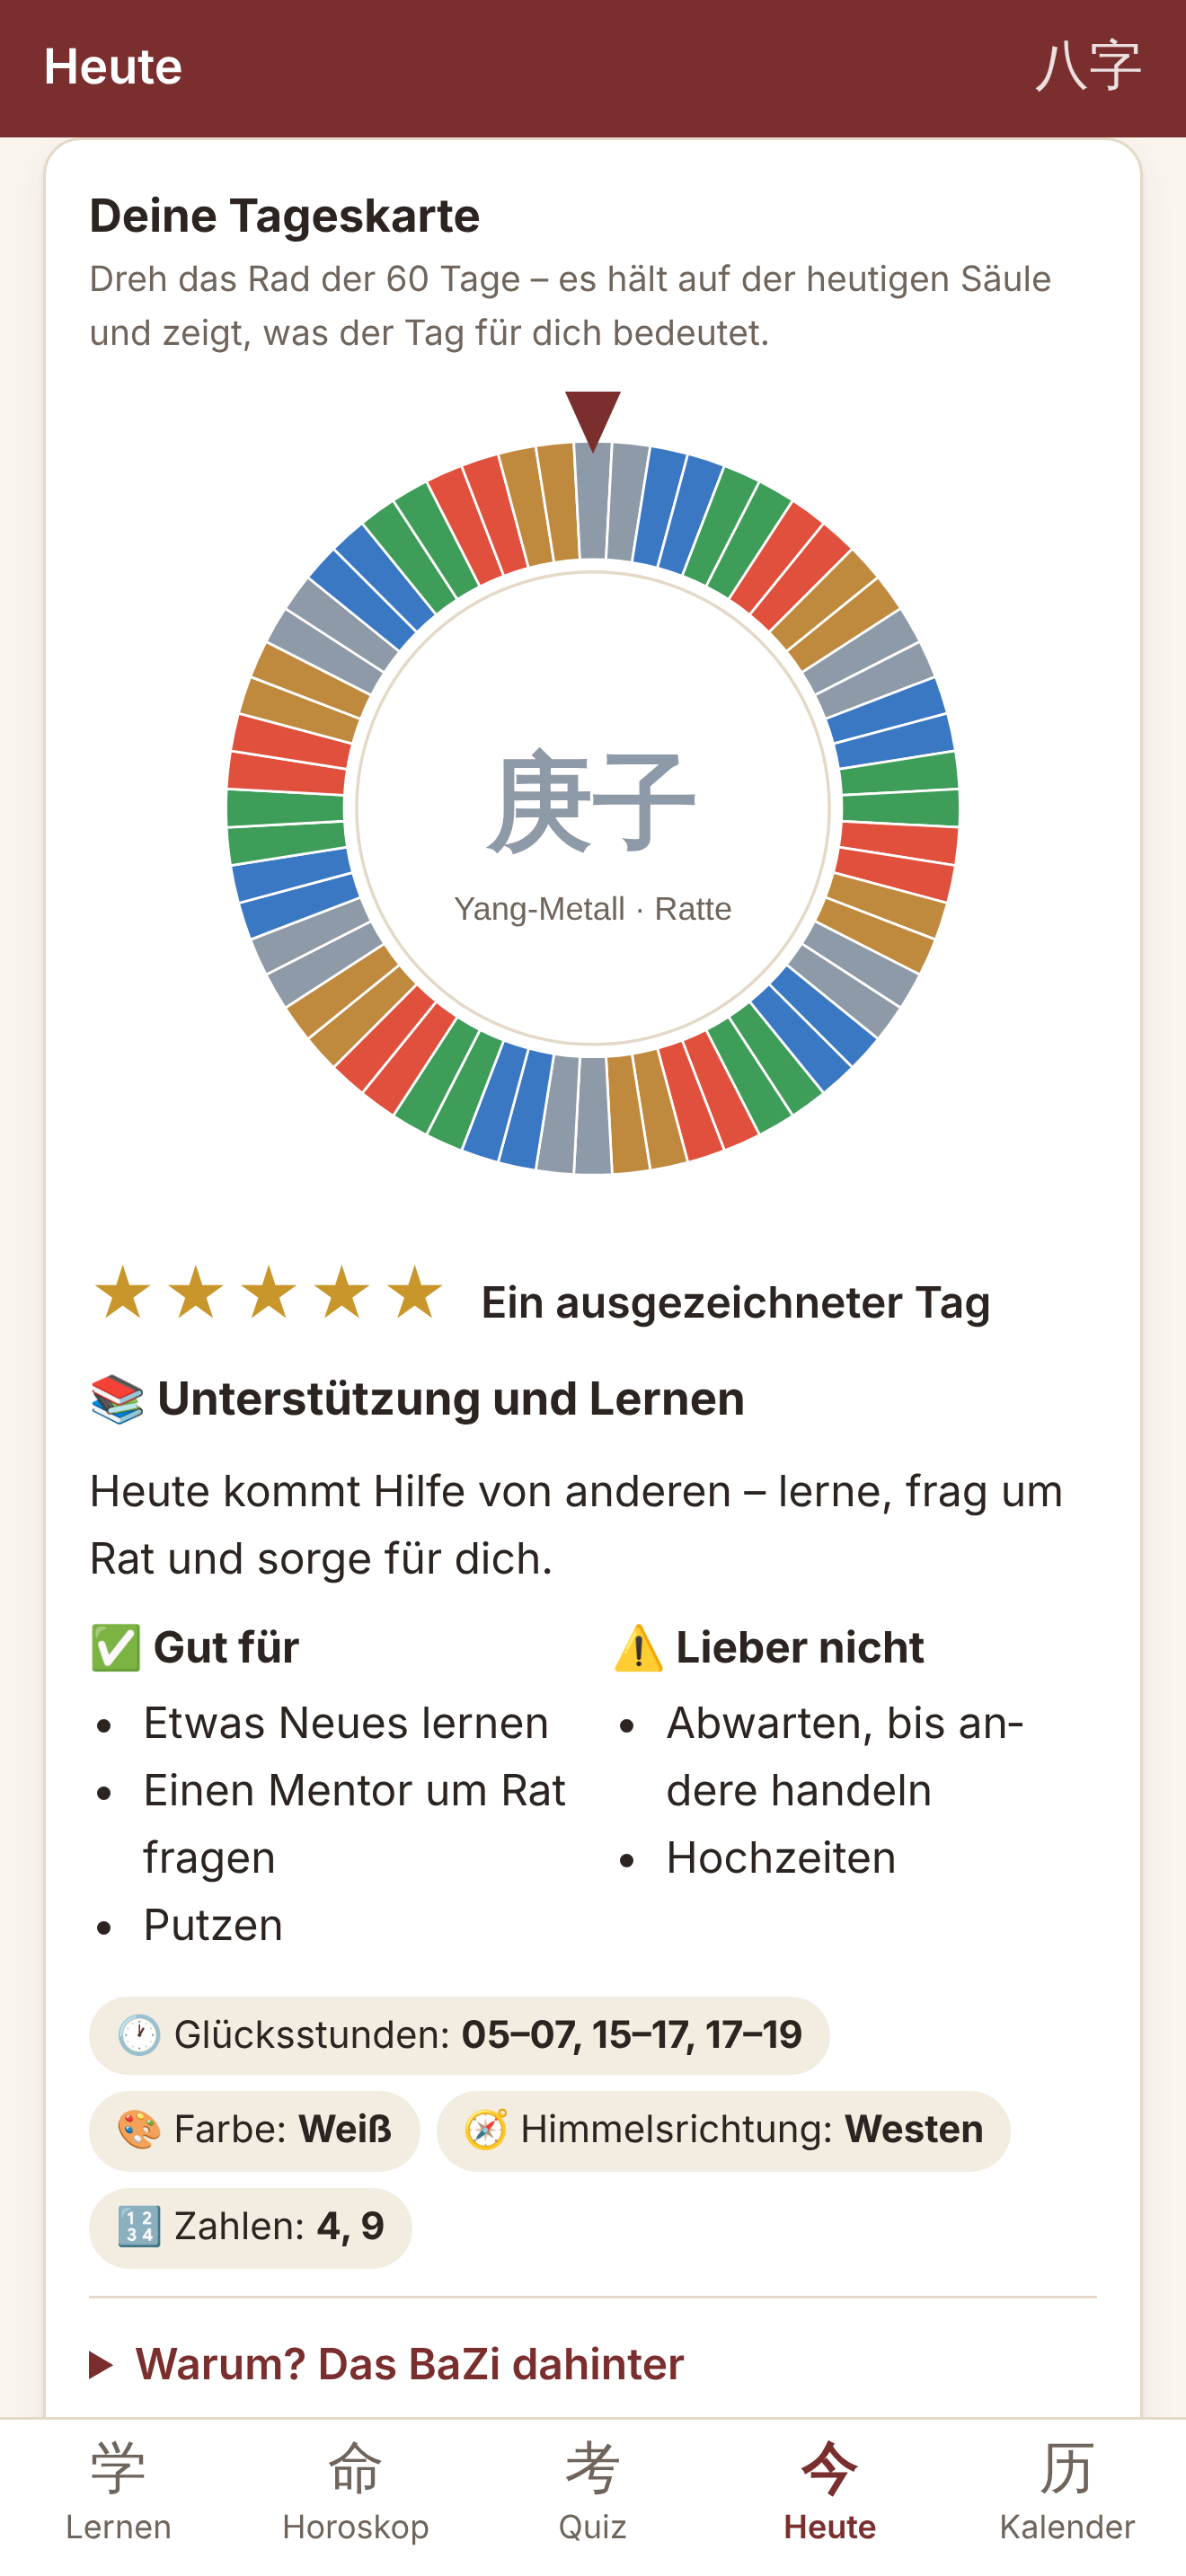 Heute
八字
Deine Tageskarte
Dreh das Rad der 60 Tage – es hält auf der heutigen Säule
und zeigt, was der Tag für dich bedeutet.
庚子
Yang-Metall · Ratte
★★★★★ Ein ausgezeichneter Tag
📚 Unterstützung und Lernen
Heute kommt Hilfe von anderen – lerne, frag um
Rat und sorge für dich.
✅ Gut für
• Etwas Neues lernen
• Einen Mentor um Rat
fragen
• Putzen
⚠️ Lieber nicht
• Abwarten, bis an-
dere handeln
• Hochzeiten
🕐 Glücksstunden: 05–07, 15–17, 17–19
🎨 Farbe: Weiß
🧭 Himmelsrichtung: Westen
🔢 Zahlen: 4, 9
▶ Warum? Das BaZi dahinter
学
Lernen
命
Horoskop
考
Quiz
今
Heute
历
Kalender